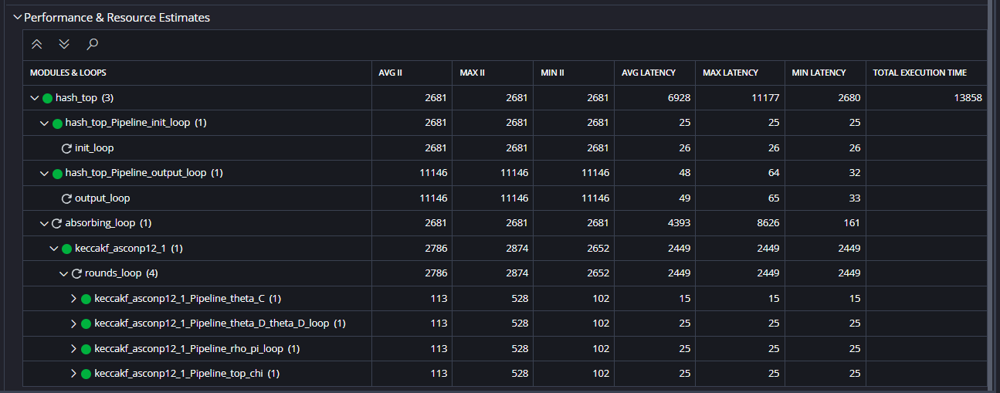 Performance & Resource Estimates
MODULES & LOOPS AVG II MAX II MIN II AVG LATENCY MAX LATENCY MIN LATENCY TOTAL EXECUTION TIME
hash_top (3) 2681 2681 2681 6928 11177 2680 13858
hash_top_Pipeline_init_loop (1) 2681 2681 2681 25 25 25
init_loop 2681 2681 2681 26 26 26
hash_top_Pipeline_output_loop (1) 11146 11146 11146 48 64 32
output_loop 11146 11146 11146 49 65 33
absorbing_loop (1) 2681 2681 2681 4393 8626 161
keccakf_asconp12_1 (1) 2786 2874 2652 2449 2449 2449
rounds_loop (4) 2786 2874 2652 2449 2449 2449
keccakf_asconp12_1_Pipeline_theta_C (1) 113 528 102 15 15 15
keccakf_asconp12_1_Pipeline_theta_D_theta_D_loop (1) 113 528 102 25 25 25
keccakf_asconp12_1_Pipeline_rho_pi_loop (1) 113 528 102 25 25 25
keccakf_asconp12_1_Pipeline_top_chi (1) 113 528 102 25 25 25